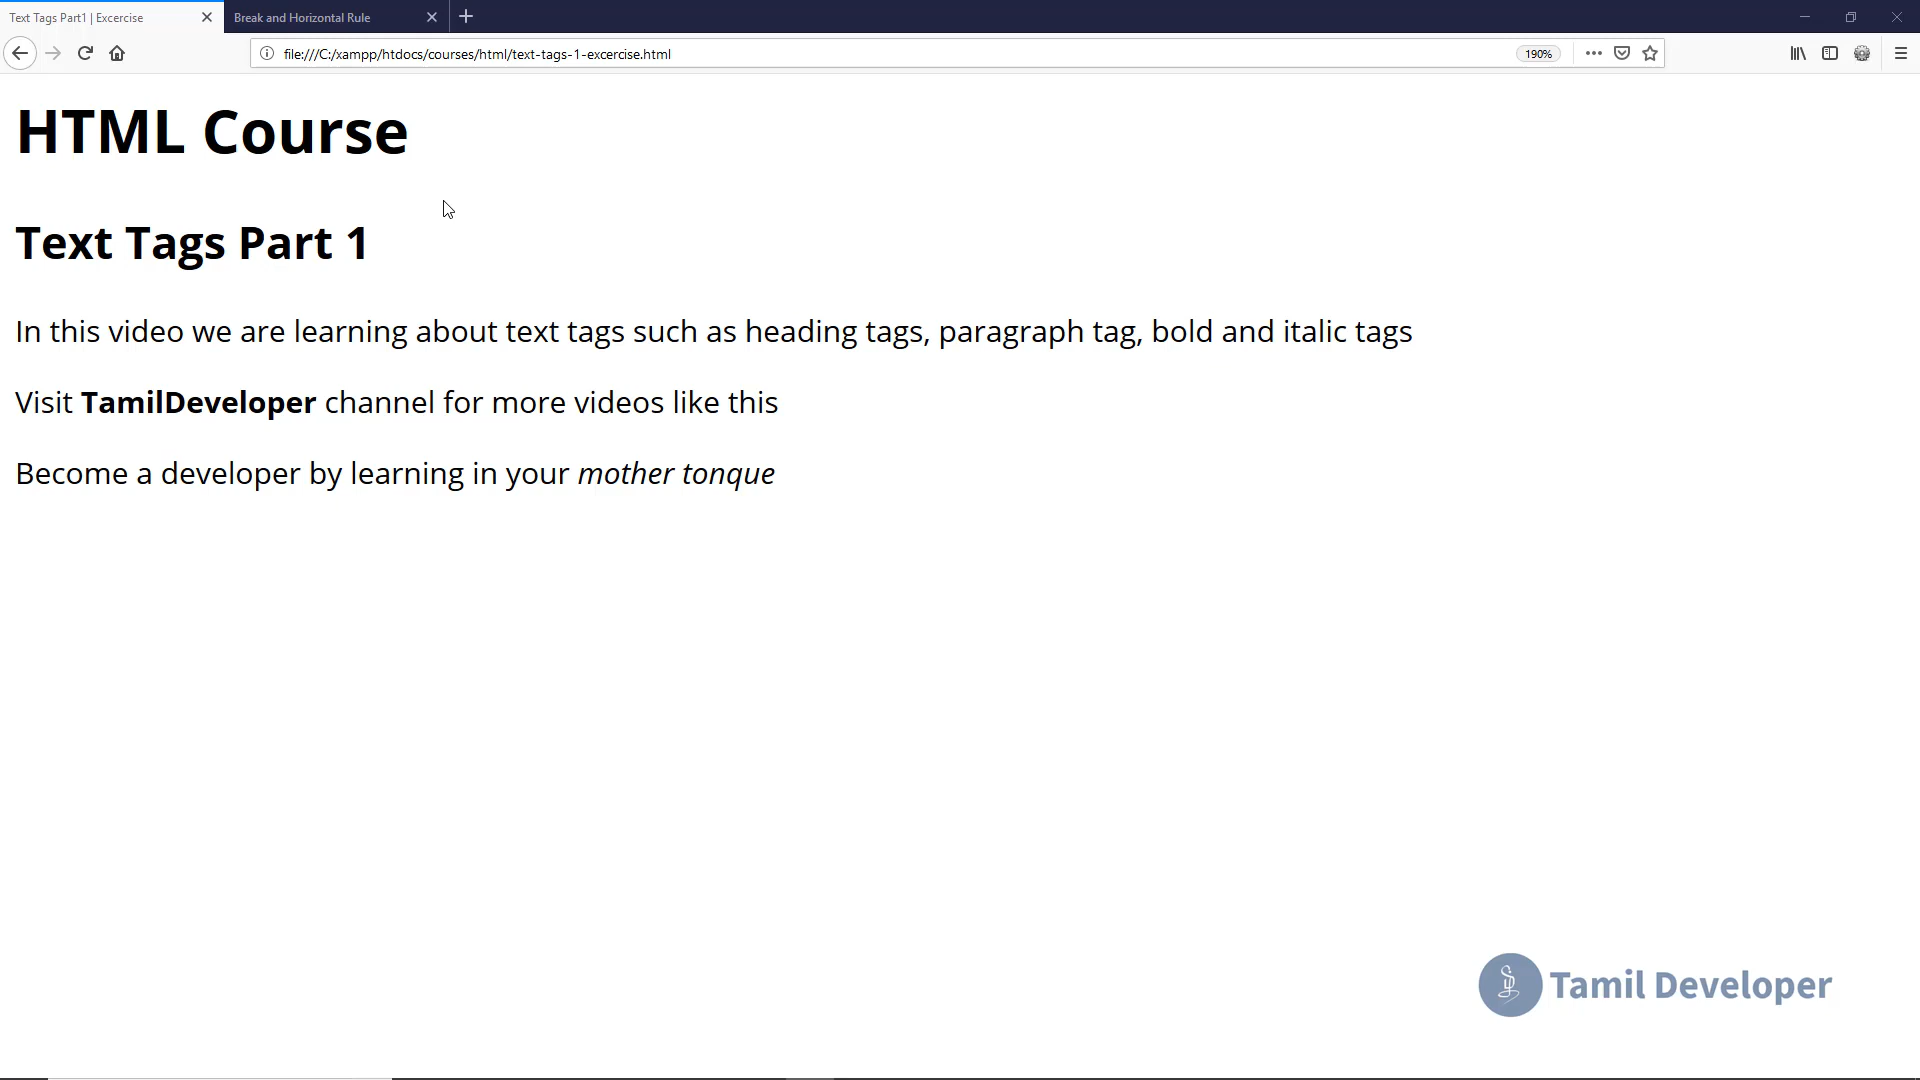 Text Tags Part1 | Excercise
Break and Horizontal Rule
file:///C:/xampp/htdocs/courses/html/text-tags-1-excercise.html
190%
HTML Course
Text Tags Part 1
In this video we are learning about text tags such as heading tags, paragraph tag, bold and italic tags
Visit TamilDeveloper channel for more videos like this
Become a developer by learning in your mother tonque
Tamil Developer